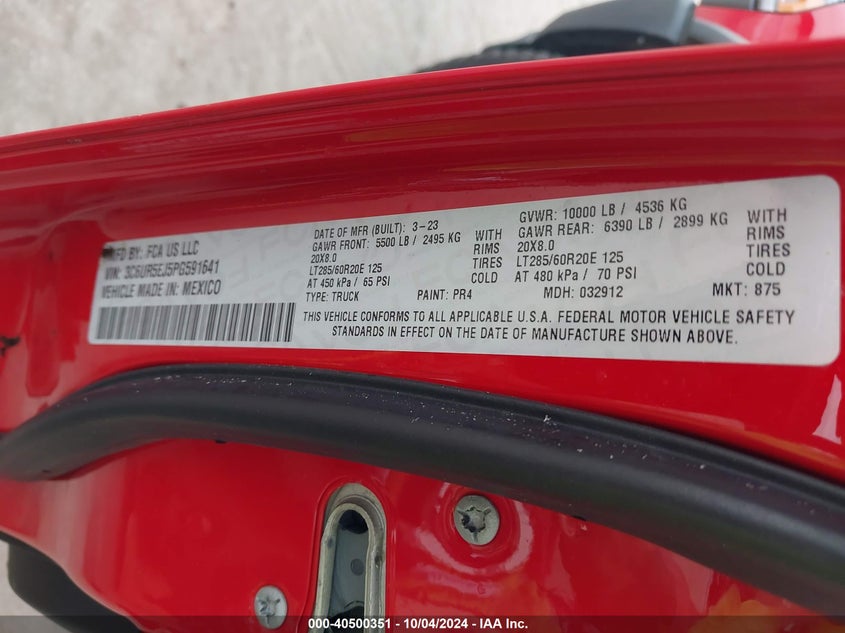 MFD BY: FCA US LLC
VIN: 3C6UR5EJ5PG591641
VEHICLE MADE IN: MEXICO
DATE OF MFR (BUILT): 3-23
GAWR FRONT: 5500 LB / 2495 KG WITH
20X8.0 RIMS
LT285/60R20E 125 TIRES
AT 450 kPa / 65 PSI COLD
TYPE: TRUCK PAINT: PR4
GVWR: 10000 LB / 4536 KG
GAWR REAR: 6390 LB / 2899 KG WITH
20X8.0 RIMS
LT285/60R20E 125 TIRES
AT 480 kPa / 70 PSI COLD
MDH: 032912 MKT: 875
THIS VEHICLE CONFORMS TO ALL APPLICABLE U.S.A. FEDERAL MOTOR VEHICLE SAFETY
STANDARDS IN EFFECT ON THE DATE OF MANUFACTURE SHOWN ABOVE.
000-40500351 - 10/04/2024 - IAA Inc.